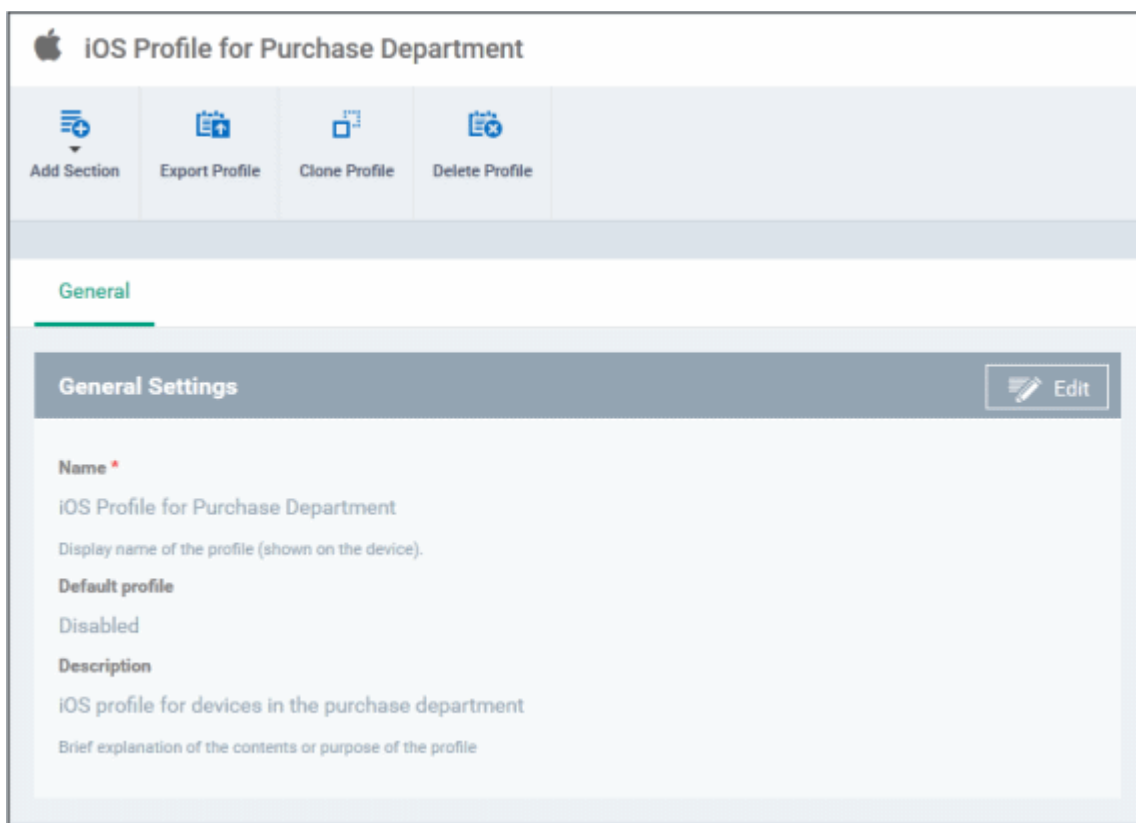 iOS Profile for Purchase Department
Add Section Export Profile Clone Profile Delete Profile
General
General Settings Edit
Name *
iOS Profile for Purchase Department
Display name of the profile (shown on the device).
Default profile
Disabled
Description
iOS profile for devices in the purchase department
Brief explanation of the contents or purpose of the profile